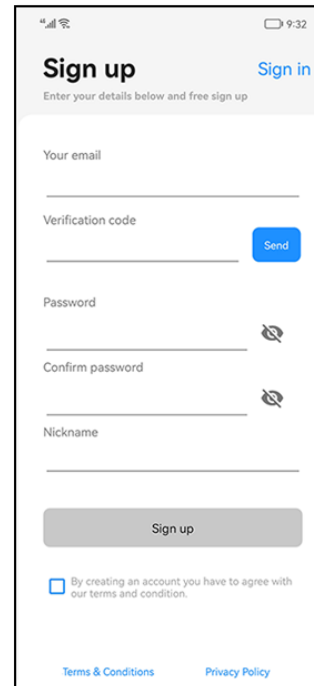 9:32
Sign up
Sign in
Enter your details below and free sign up
Your email
Verification code
Send
Password
Confirm password
Nickname
Sign up
By creating an account you have to agree with
our terms and condition.
Terms & Conditions
Privacy Policy